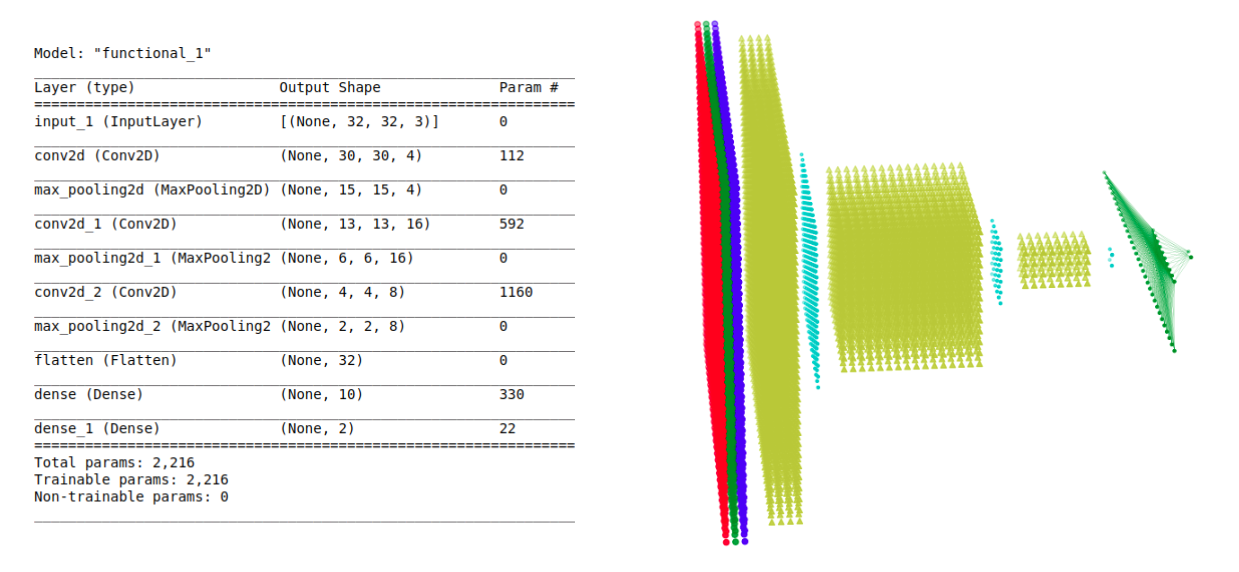 Model: "functional_1"
Layer (type) Output Shape Param #
input_1 (InputLayer) [(None, 32, 32, 3)] 0
conv2d (Conv2D) (None, 30, 30, 4) 112
max_pooling2d (MaxPooling2D) (None, 15, 15, 4) 0
conv2d_1 (Conv2D) (None, 13, 13, 16) 592
max_pooling2d_1 (MaxPooling2 (None, 6, 6, 16) 0
conv2d_2 (Conv2D) (None, 4, 4, 8) 1160
max_pooling2d_2 (MaxPooling2 (None, 2, 2, 8) 0
flatten (Flatten) (None, 32) 0
dense (Dense) (None, 10) 330
dense_1 (Dense) (None, 2) 22
Total params: 2,216
Trainable params: 2,216
Non-trainable params: 0